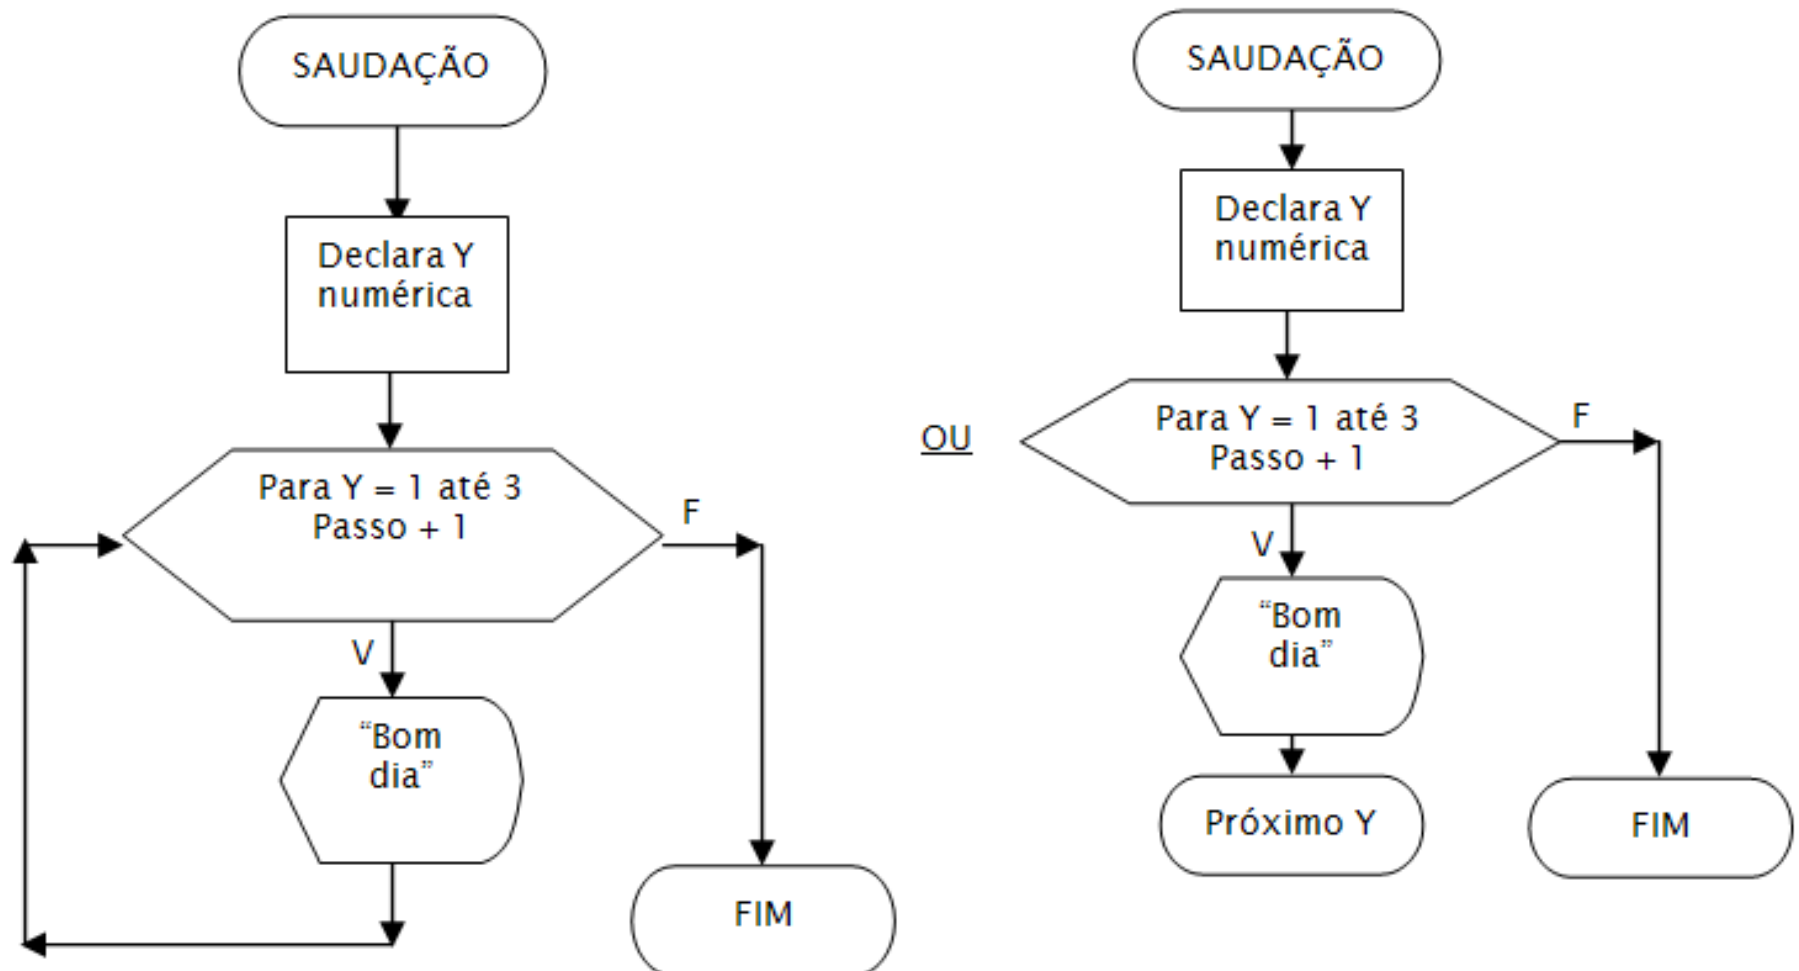 SAUDAÇÃO
Declara Y
numérica
Para Y = 1 até 3
Passo + 1
F
V
“Bom
dia”
FIM
OU
SAUDAÇÃO
Declara Y
numérica
Para Y = 1 até 3
Passo + 1
F
V
“Bom
dia”
Próximo Y
FIM